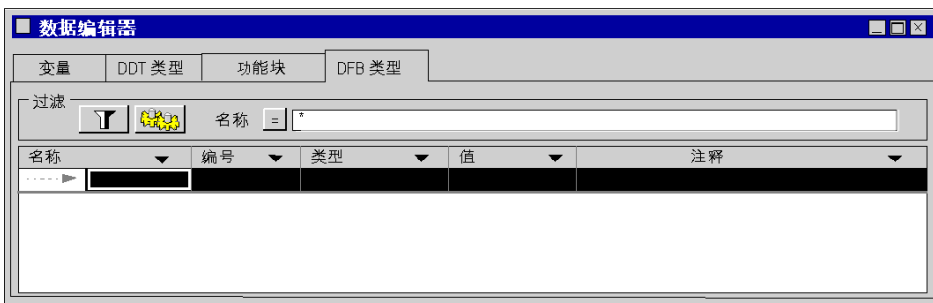 数据编辑器
变量 DDT 类型 功能块 DFB 类型
过滤
名称 = *
名称 编号 类型 值 注释